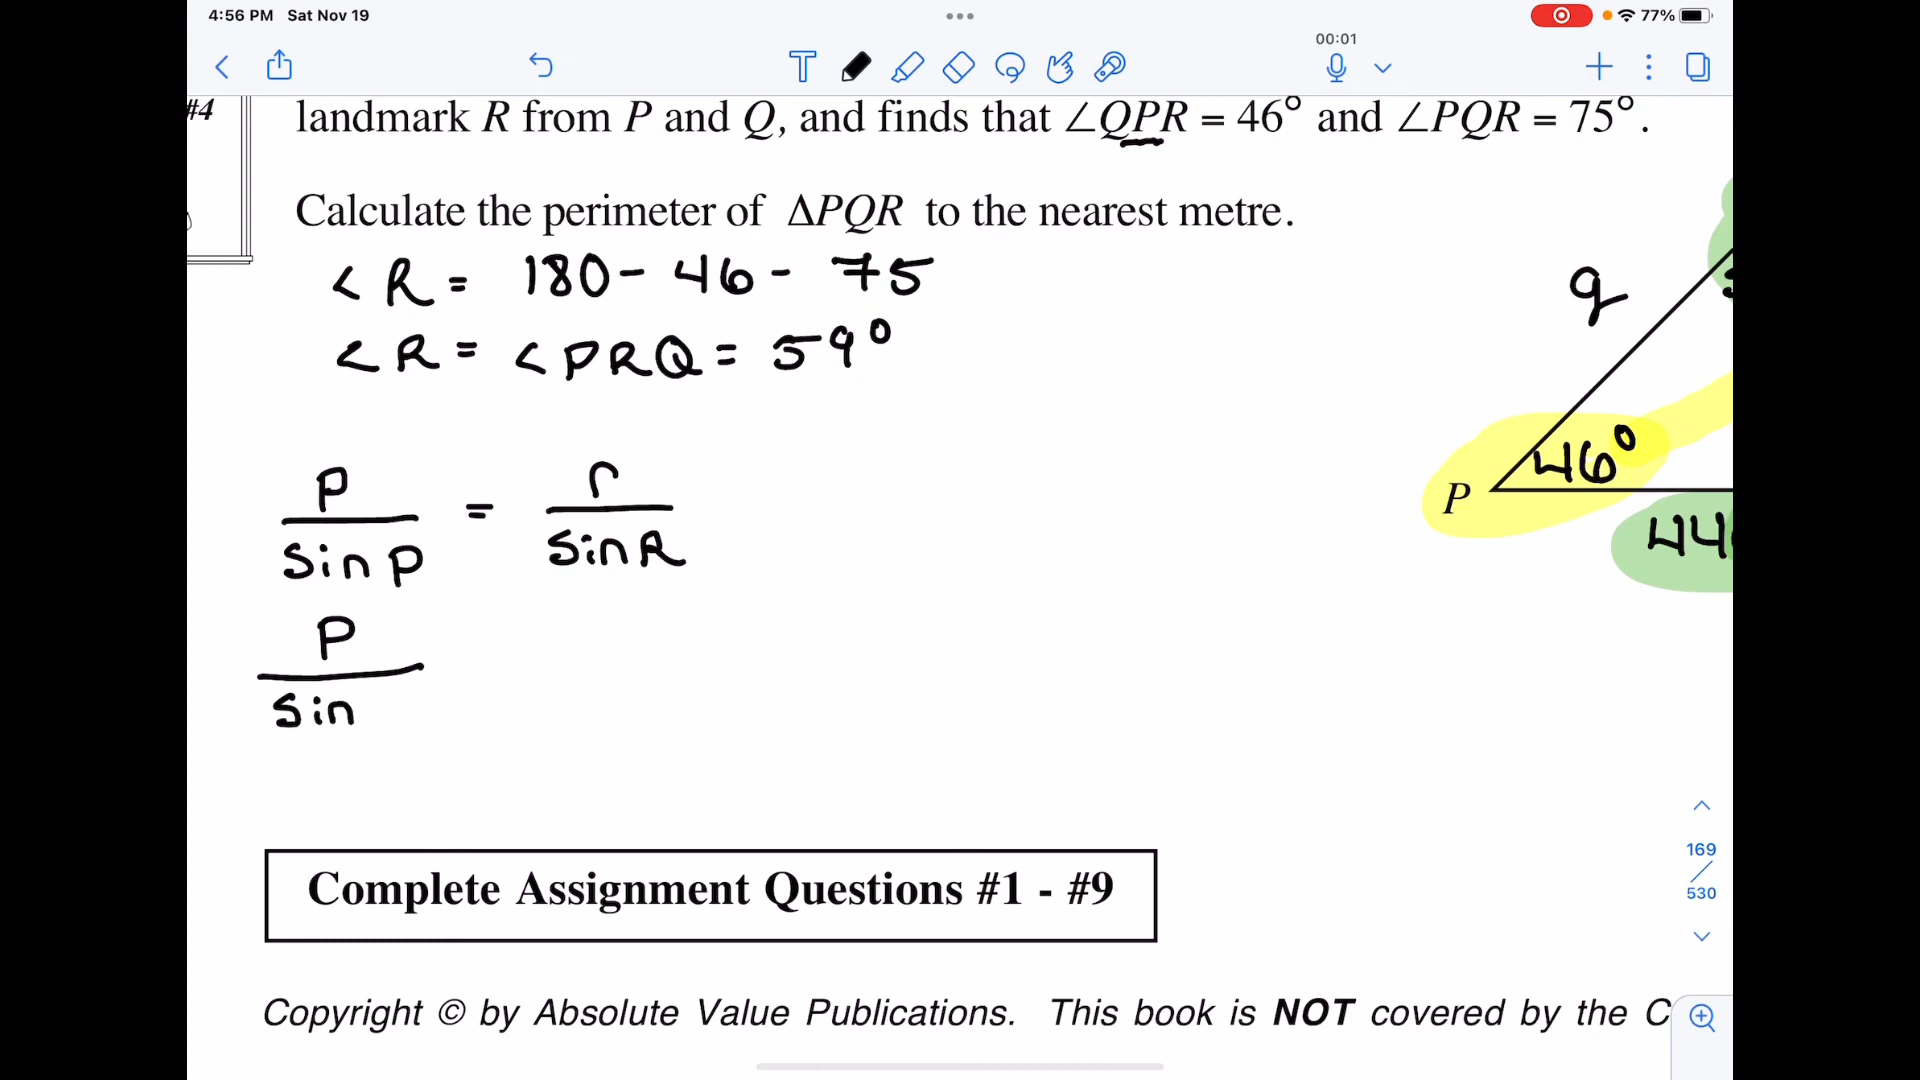 4:56 PM Sat Nov 19
77%
00:01
#4
landmark R from P and Q, and finds that ∠QPR = 46° and ∠PQR = 75°.
Calculate the perimeter of ΔPQR to the nearest metre.
< R = 180 - 46 - 75
< R = < PRQ = 59°
q
P
46°
44
p = r
sin P sin R
p
sin
169
530
Complete Assignment Questions #1 - #9
Copyright © by Absolute Value Publications. This book is NOT covered by the C